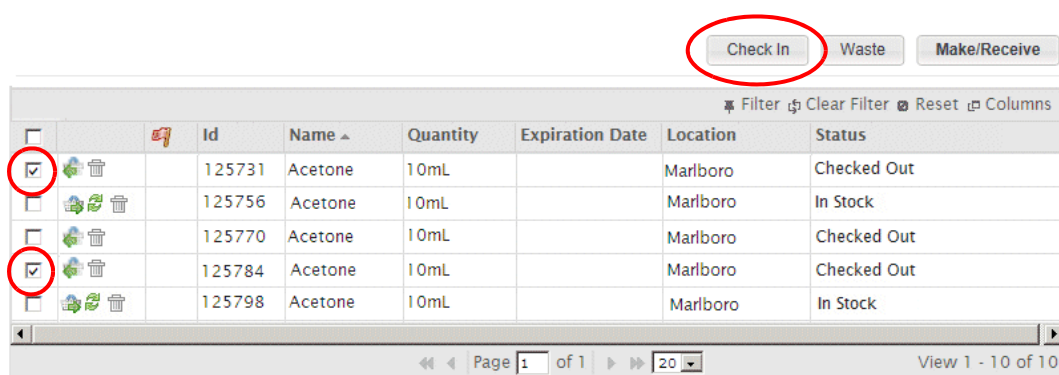 Check In Waste Make/Receive
Filter Clear Filter Reset Columns
Id Name Quantity Expiration Date Location Status
125731 Acetone 10mL Marlboro Checked Out
125756 Acetone 10mL Marlboro In Stock
125770 Acetone 10mL Marlboro Checked Out
125784 Acetone 10mL Marlboro Checked Out
125798 Acetone 10mL Marlboro In Stock
Page 1 of 1 20 View 1 - 10 of 10